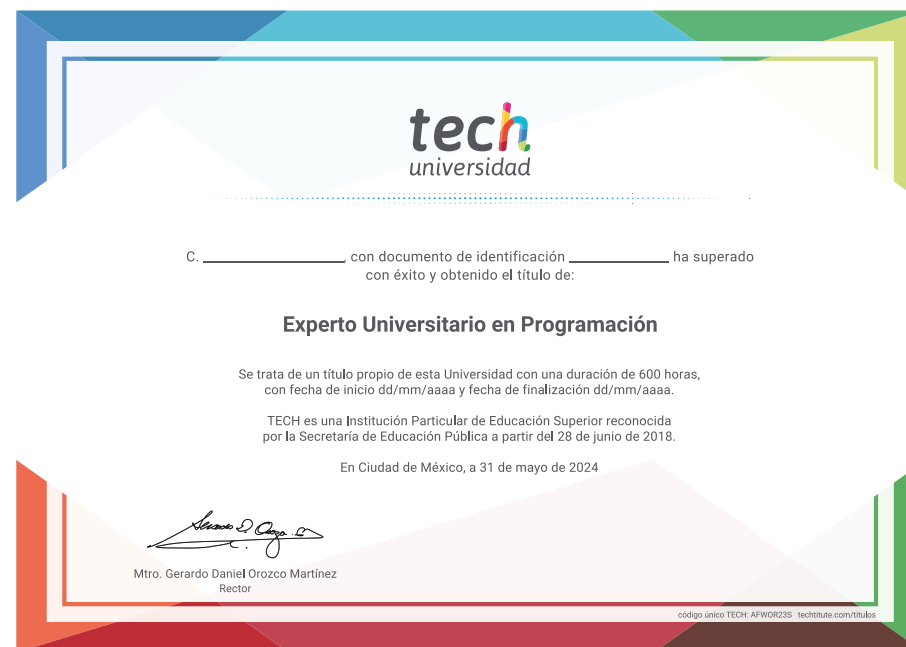 tech
universidad
C. ____________________, con documento de identificación ______________ ha superado
con éxito y obtenido el título de:
Experto Universitario en Programación
Se trata de un título propio de esta Universidad con una duración de 600 horas,
con fecha de inicio dd/mm/aaaa y fecha de finalización dd/mm/aaaa.
TECH es una Institución Particular de Educación Superior reconocida
por la Secretaría de Educación Pública a partir del 28 de junio de 2018.
En Ciudad de México, a 31 de mayo de 2024
Mtro. Gerardo Daniel Orozco Martínez
Rector
código único TECH: AFWOR23S techtitute.com/titulos